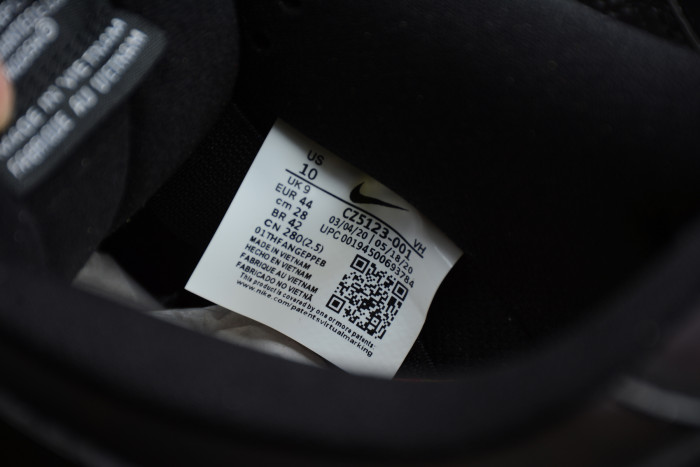 MADE IN VIETNAM
FABRIQUE AU VIETNAM
US
10
UK 9
EUR 44
cm 28
BR 42
CN 280(2.5)
CZ5123-001 VH
03/04/20 | 05/18/20
UPC 00194500693784
01THFANGEPPEB
MADE IN VIETNAM
HECHO EN VIETNAM
FABRIQUE AU VIETNAM
FABRICADO NO VIETNÃ
This product is covered by one or more patents:
www.nike.com/patentsvirtualmarking